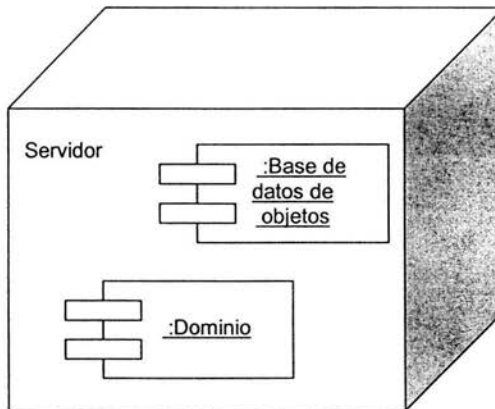 Servidor
:Base de
datos de
objetos
:Dominio